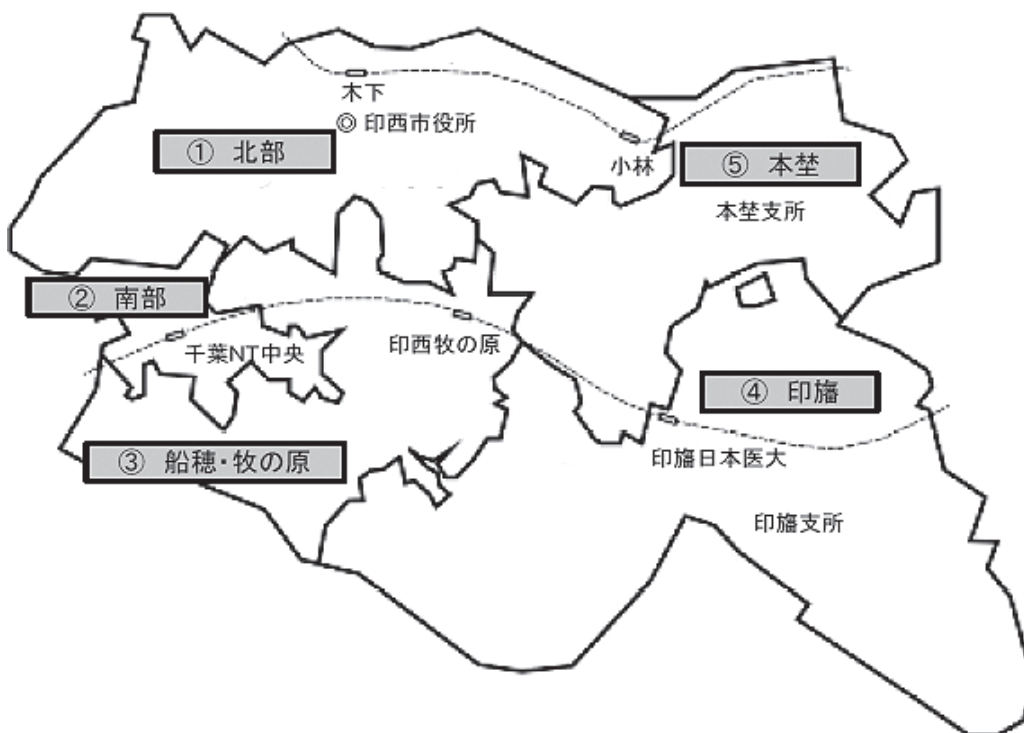 木下
◎ 印西市役所
① 北部
小林
⑤ 本埜
本埜支所
② 南部
千葉NT中央
印西牧の原
④ 印旛
③ 船穂・牧の原
印旛日本医大
印旛支所